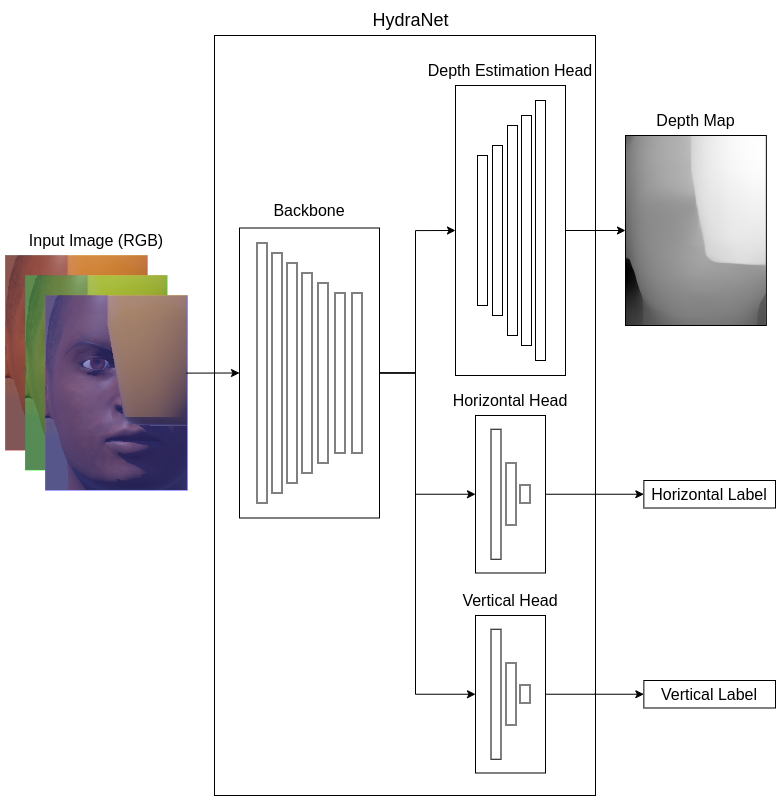 HydraNet
Depth Estimation Head
Depth Map
Backbone
Input Image (RGB)
Horizontal Head
Horizontal Label
Vertical Head
Vertical Label